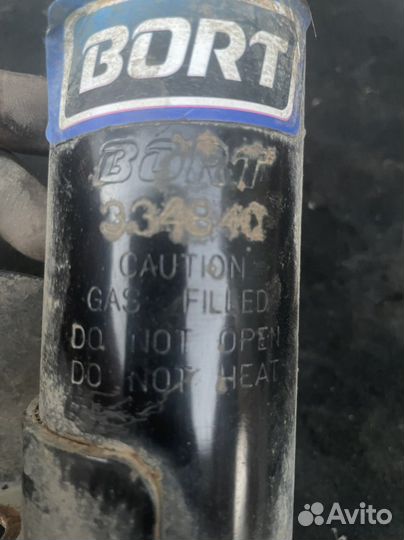 BORT
BORT
334840
CAUTION
GAS FILLED
DO NOT OPEN
DO NOT HEAT
Avito